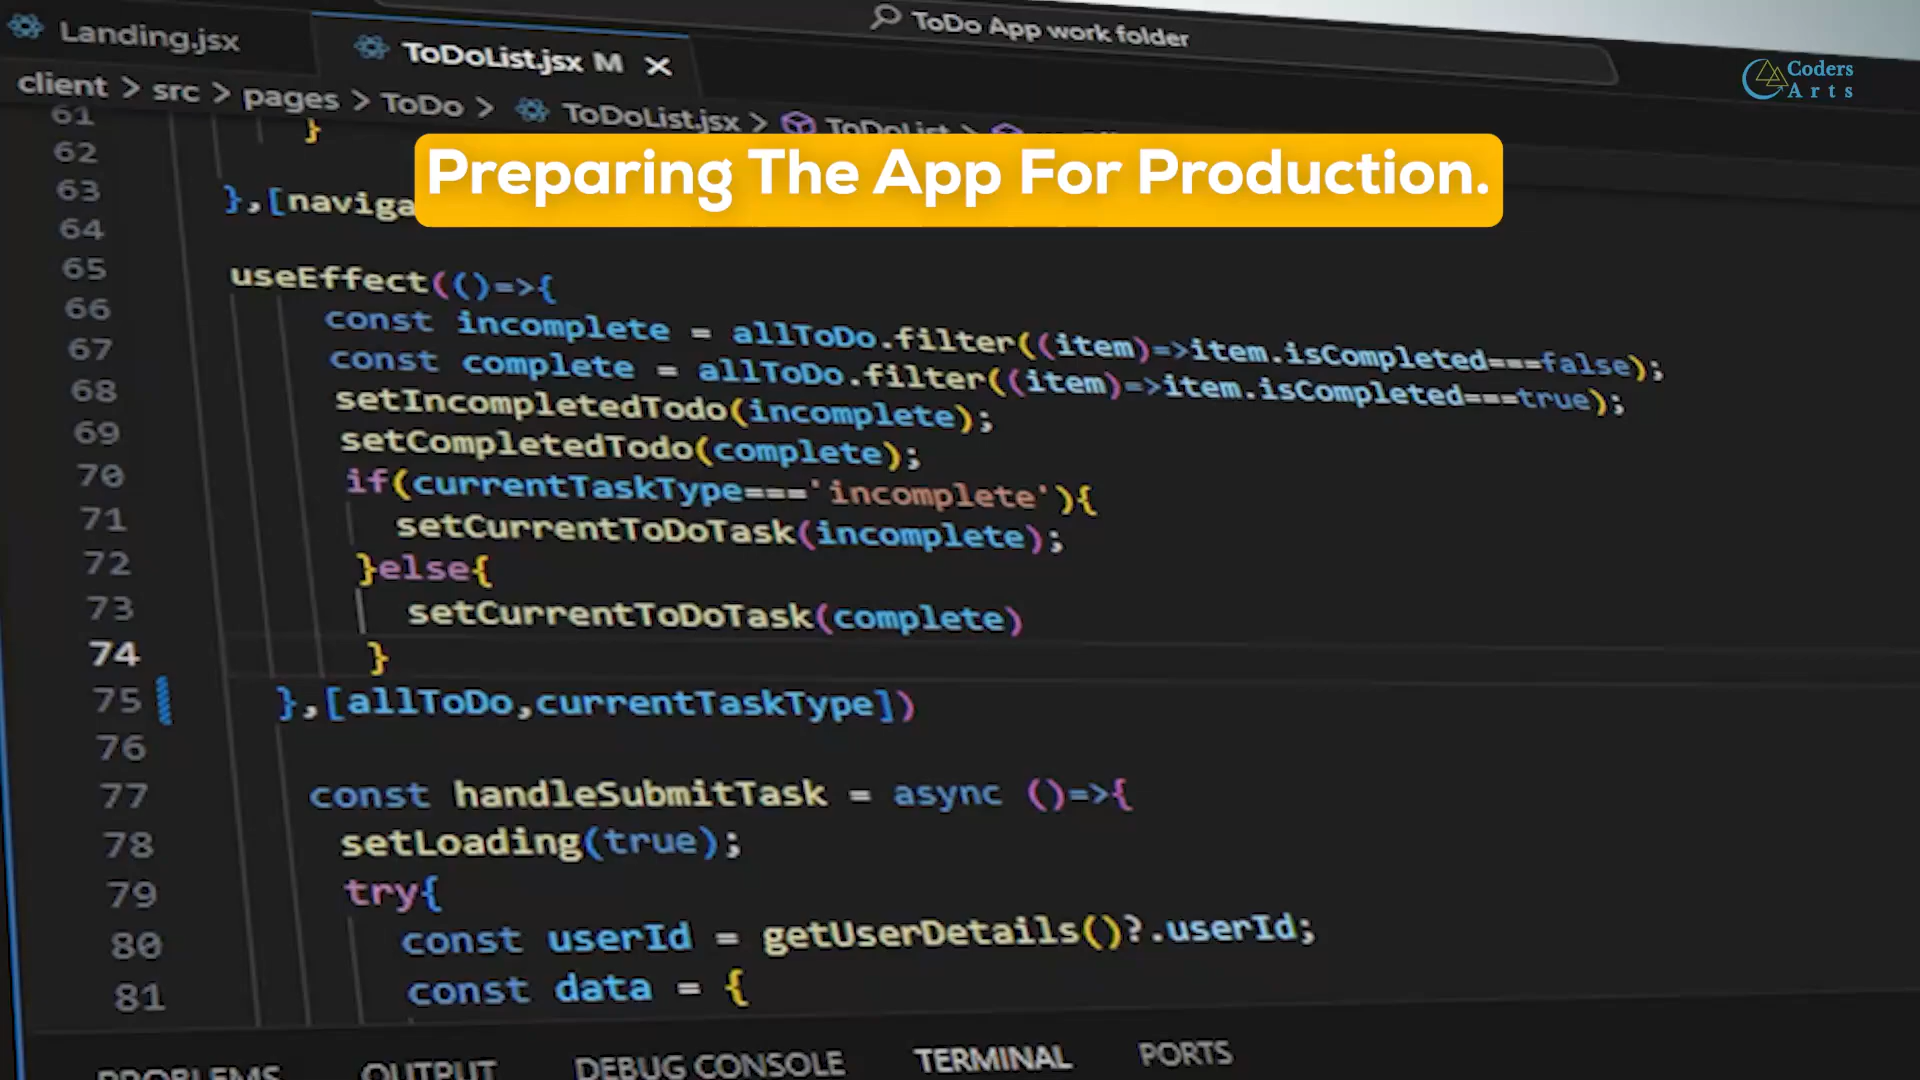 Landing.jsx
ToDoList.jsx M
ToDo App work folder
Coders
Arts
client > src > pages > ToDo > ToDoList.jsx > ToDoList >
Preparing The App For Production.
61 }
62
63 },[naviga
64
65 useEffect(()=>{
66 const incomplete = allToDo.filter((item)=>item.isCompleted===false);
67 const complete = allToDo.filter((item)=>item.isCompleted===true);
68 setIncompletedTodo(incomplete);
69 setCompletedTodo(complete);
70 if(currentTaskType==='incomplete'){
71 setCurrentToDoTask(incomplete);
72 }else{
73 setCurrentToDoTask(complete)
74 }
75 },[allToDo,currentTaskType])
76
77 const handleSubmitTask = async ()=>{
78 setLoading(true);
79 try{
80 const userId = getUserDetails()?.userId;
81 const data = {
PROBLEMS OUTPUT DEBUG CONSOLE TERMINAL PORTS